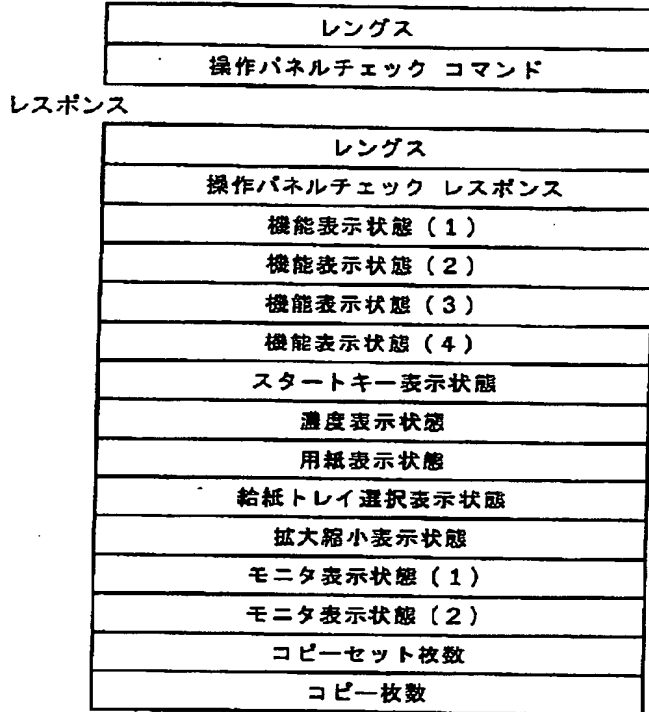 レングス
操作パネルチェック コマンド
レスポンス
レングス
操作パネルチェック レスポンス
機能表示状態（1）
機能表示状態（2）
機能表示状態（3）
機能表示状態（4）
スタートキー表示状態
濃度表示状態
用紙表示状態
給紙トレイ選択表示状態
拡大縮小表示状態
モニタ表示状態（1）
モニタ表示状態（2）
コピーセット枚数
コピー枚数